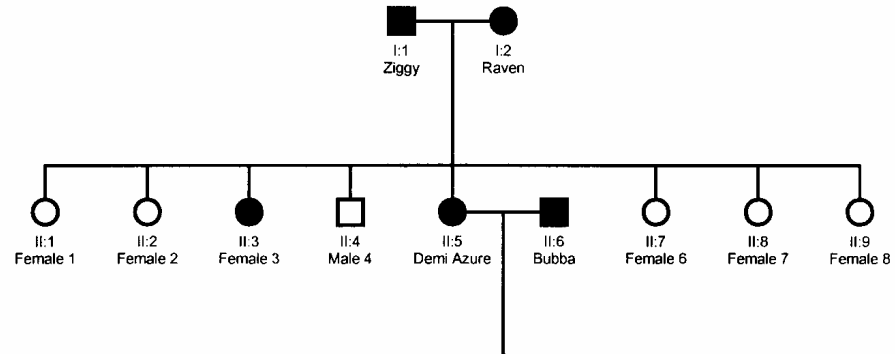 I:1
Ziggy
I:2
Raven
II:1
Female 1
II:2
Female 2
II:3
Female 3
II:4
Male 4
II:5
Demi Azure
II:6
Bubba
II:7
Female 6
II:8
Female 7
II:9
Female 8